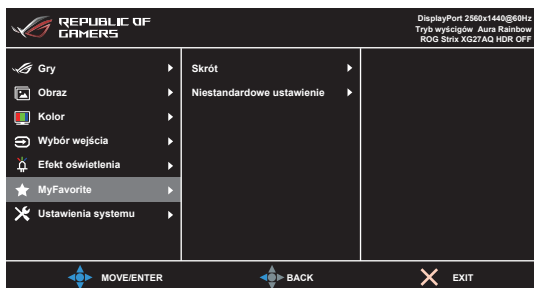 REPUBLIC OF
GAMERS
DisplayPort 2560x1440@60Hz
Tryb wyścigów Aura Rainbow
ROG Strix XG27AQ HDR OFF
Gry
Obraz
Kolor
Wybór wejścia
Efekt oświetlenia
MyFavorite
Ustawienia systemu
Skrót
Niestandardowe ustawienie
MOVE/ENTER
BACK
EXIT